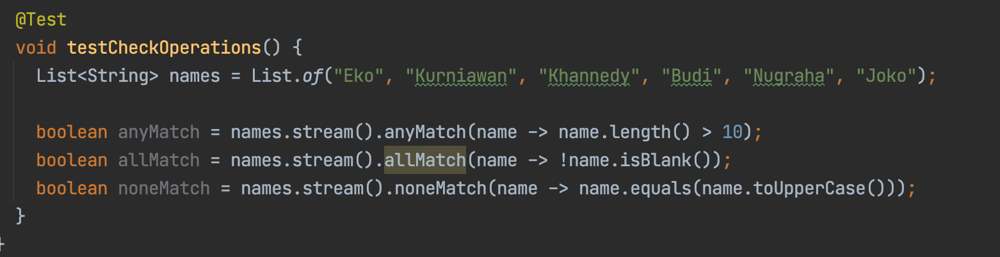 @Test
void testCheckOperations() {
List<String> names = List.of("Eko", "Kurniawan", "Khannedy", "Budi", "Nugraha", "Joko");
boolean anyMatch = names.stream().anyMatch(name -> name.length() > 10);
boolean allMatch = names.stream().allMatch(name -> !name.isBlank());
boolean noneMatch = names.stream().noneMatch(name -> name.equals(name.toUpperCase()));
}
}